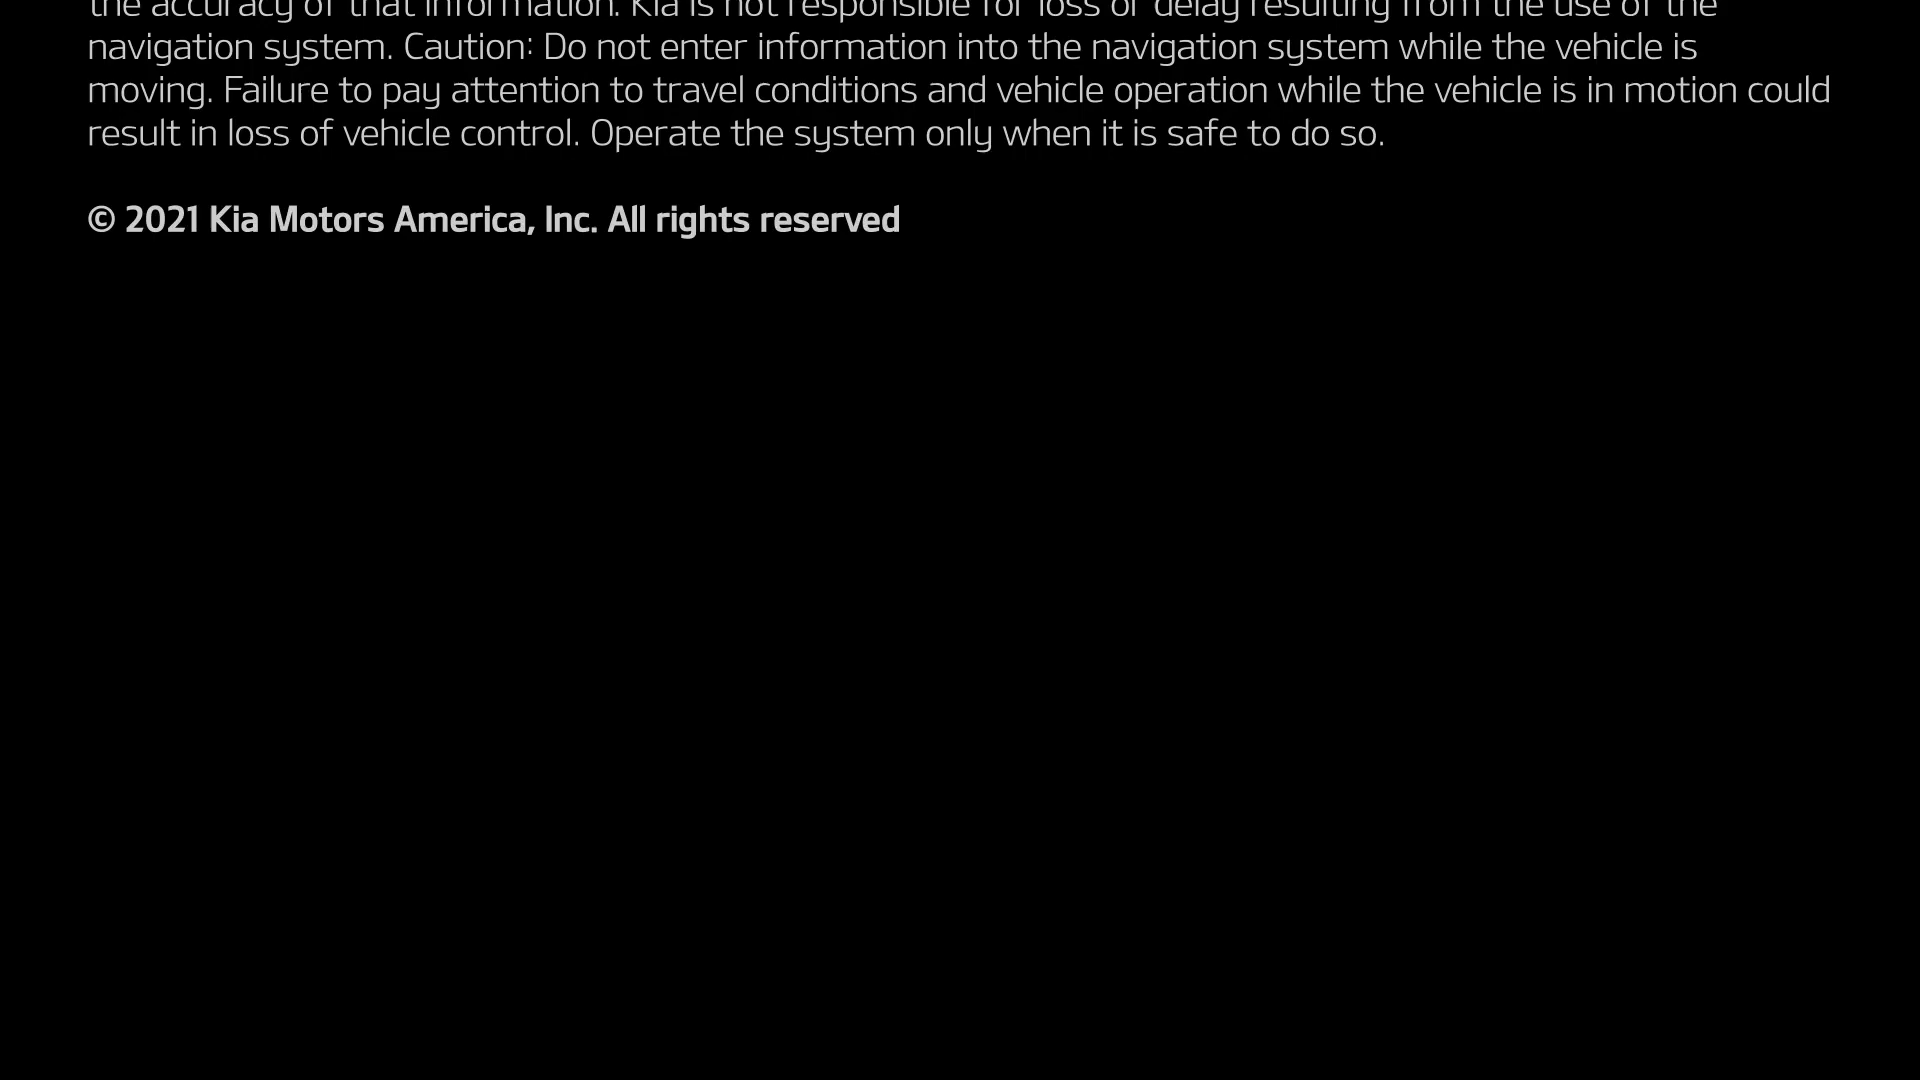 the accuracy of that information. Kia is not responsible for loss or delay resulting from the use of the
navigation system. Caution: Do not enter information into the navigation system while the vehicle is
moving. Failure to pay attention to travel conditions and vehicle operation while the vehicle is in motion could
result in loss of vehicle control. Operate the system only when it is safe to do so.
© 2021 Kia Motors America, Inc. All rights reserved